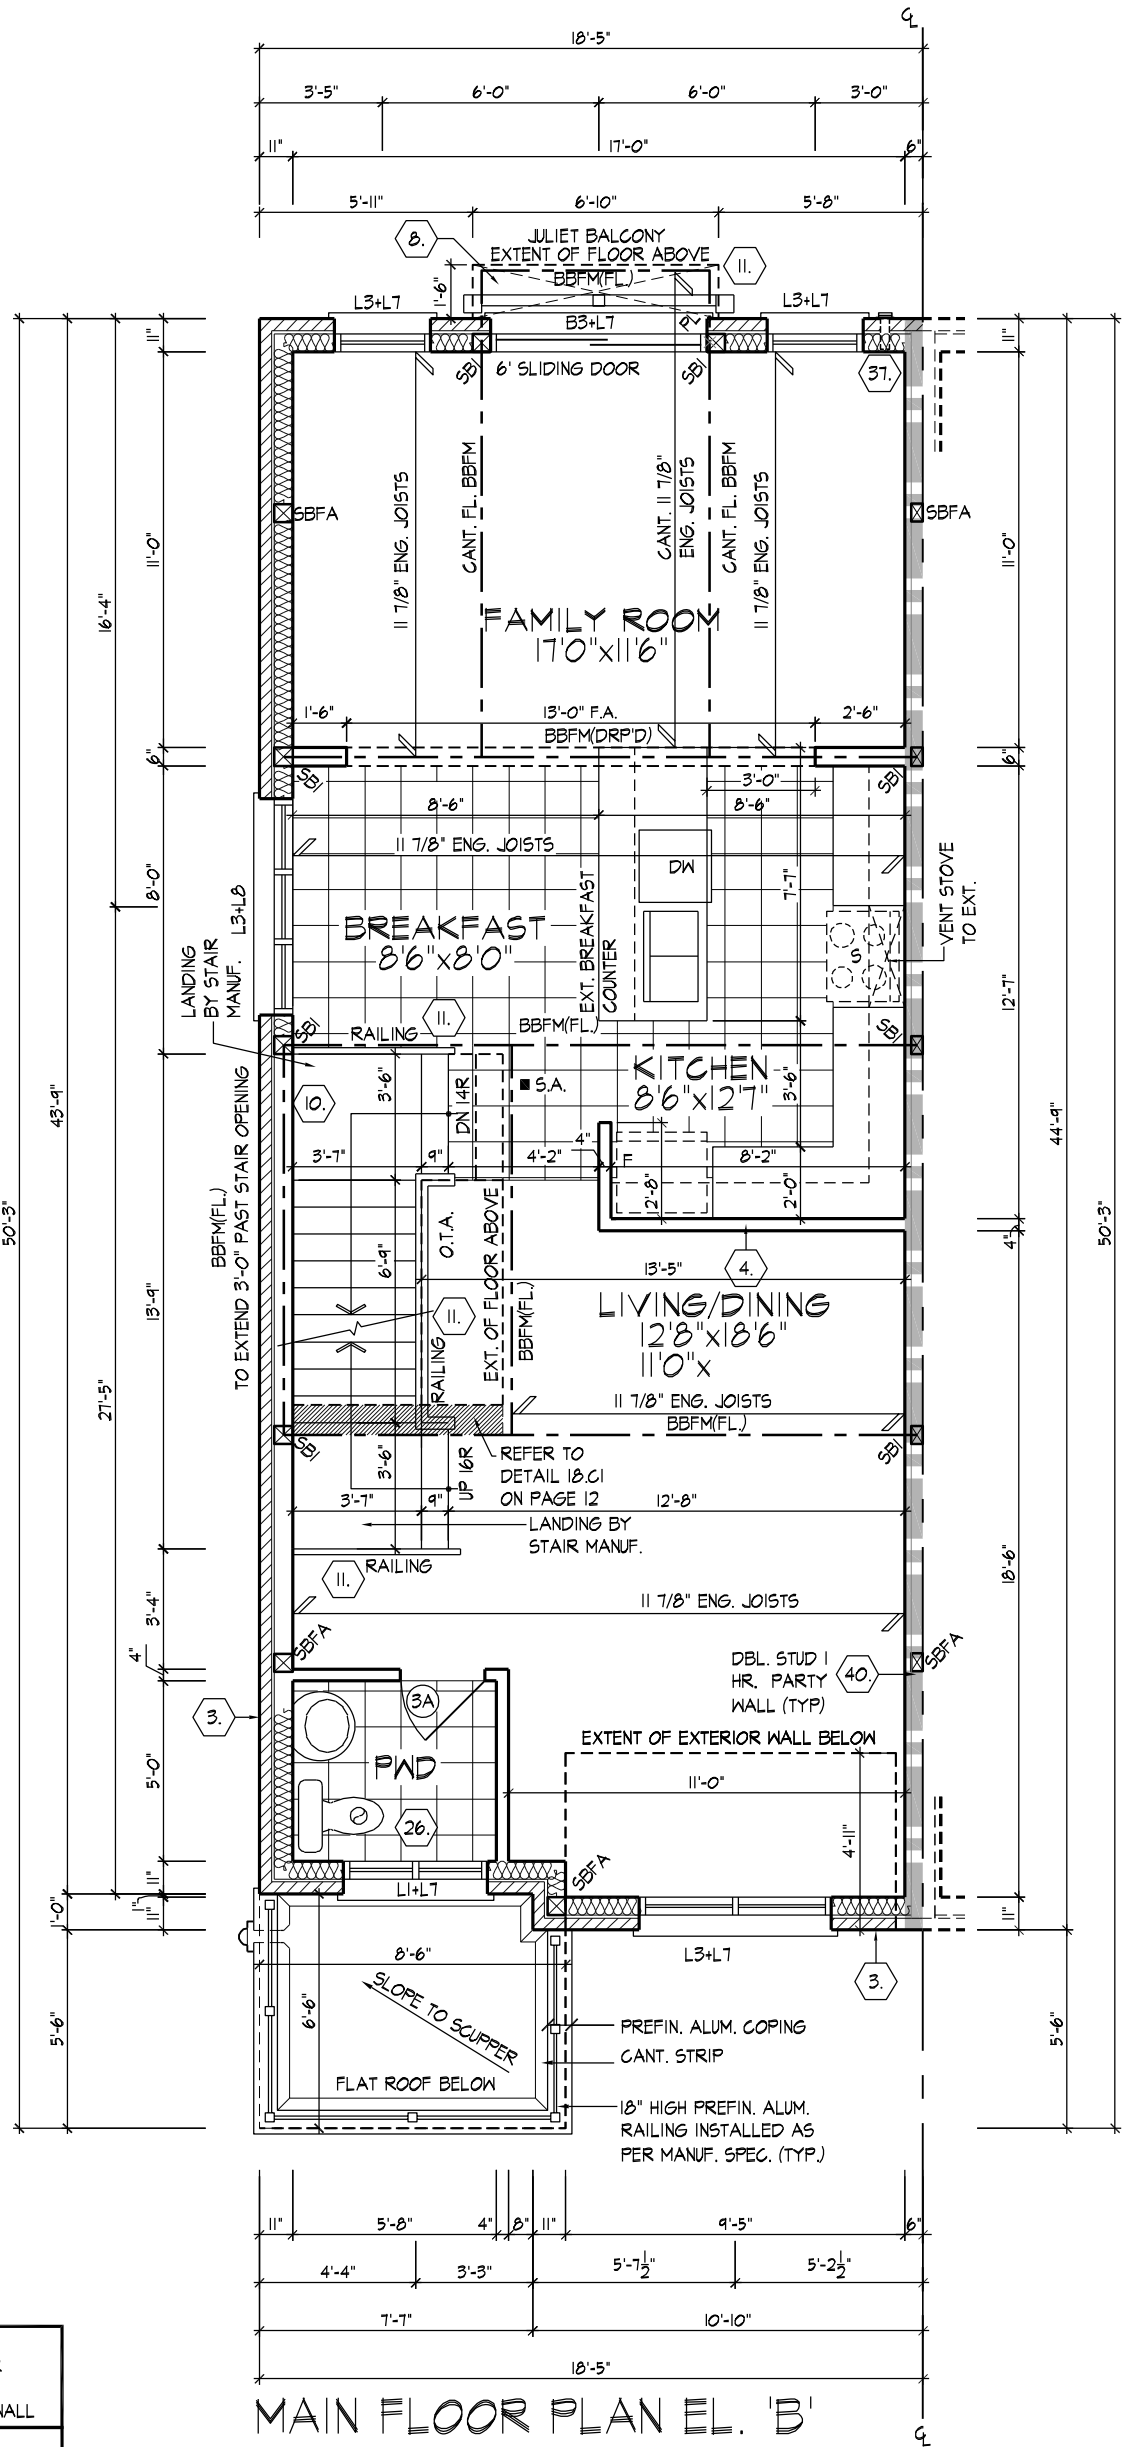 ℄
18'-5"
3'-5" 6'-0" 6'-0" 3'-0"
11" 17'-0" 6"
5'-11" 6'-10" 5'-8"
8.
JULIET BALCONY
EXTENT OF FLOOR ABOVE
11.
BBFM(FL.)
1'-6"
L3+L7
B3+L7
PL
L3+L7
11"
11"
SB1
6' SLIDING DOOR
SB1
37.
11 7/8" ENG. JOISTS
CANT. FL. BBFM
CANT. 11 7/8"
ENG. JOISTS
CANT. FL. BBFM
11 7/8" ENG. JOISTS
SBFA
SBFA
11'-0"
11'-0"
16'-4"
FAMILY ROOM
17'0"x11'6"
1'-6" 13'-0" F.A. 2'-6"
BBFM(DRP'D)
6"
6"
SB1
SB1
3'-0"
8'-6" 8'-6"
11 7/8" ENG. JOISTS
DW
7'-7"
8'-0"
L3+L8
VENT STOVE
TO EXT.
BREAKFAST
8'6"x8'0"
EXT. BREAKFAST
COUNTER
S
LANDING
BY STAIR
MANUF.
12'-7"
11.
RAILING
BBFM(FL.)
SB1
SB1
KITCHEN
8'6"x12'7"
S.A.
10.
3'-6"
DN 14R
3'-6"
43'-9"
44'-9"
3'-7" 9" 4'-2" 4" F 8'-2"
2'-8"
2'-0"
50'-3"
50'-3"
BBFM(FL.)
TO EXTEND 3'-0" PAST STAIR OPENING
6'-9"
O.T.A.
EXT. OF FLOOR ABOVE
4"
4.
13'-5"
13'-9"
11.
BBFM(FL.)
LIVING/DINING
12'8"x18'6"
11'0"x
RAILING
27'-5"
11 7/8" ENG. JOISTS
BBFM(FL.)
SB1
SB1
3'-6"
UP 16R
REFER TO
DETAIL 18.C1
ON PAGE 12
3'-7" 9" 12'-8"
LANDING BY
STAIR MANUF.
11.
RAILING
18'-6"
11 7/8" ENG. JOISTS
3'-4"
4"
SBFA
SBFA
DBL. STUD 1
HR. PARTY
WALL (TYP)
40.
3.
3A
EXTENT OF EXTERIOR WALL BELOW
PWD
5'-0"
11'-0"
26.
4'-11"
11"
SBFA
L1+L7
1'-0"
1"
11"
11"
L3+L7
3.
8'-6"
SLOPE TO SCUPPER
6'-6"
PREFIN. ALUM. COPING
CANT. STRIP
5'-6"
5'-6"
FLAT ROOF BELOW
18" HIGH PREFIN. ALUM.
RAILING INSTALLED AS
PER MANUF. SPEC. (TYP.)
11" 5'-8" 4" 8" 11" 9'-5" 6"
4'-4" 3'-3" 5'-7½" 5'-2½"
7'-7" 10'-10"
18'-5"
MAIN FLOOR PLAN EL. 'B'
℄